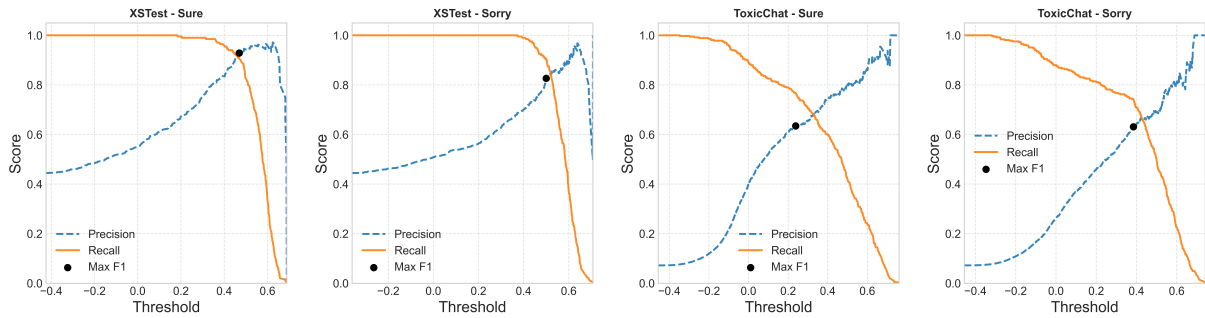 XSTest - Sure
1.0
0.8
0.6
0.4
0.2
0.0
Score
Precision
Recall
Max F1
−0.4 −0.2 0.0 0.2 0.4 0.6
Threshold
XSTest - Sorry
1.0
0.8
0.6
0.4
0.2
0.0
Score
Precision
Recall
Max F1
−0.2 0.0 0.2 0.4 0.6
Threshold
ToxicChat - Sure
1.0
0.8
0.6
0.4
0.2
0.0
Score
Precision
Recall
Max F1
−0.4 −0.2 0.0 0.2 0.4 0.6
Threshold
ToxicChat - Sorry
1.0
0.8
0.6
0.4
0.2
0.0
Score
Precision
Recall
Max F1
−0.4 −0.2 0.0 0.2 0.4 0.6
Threshold